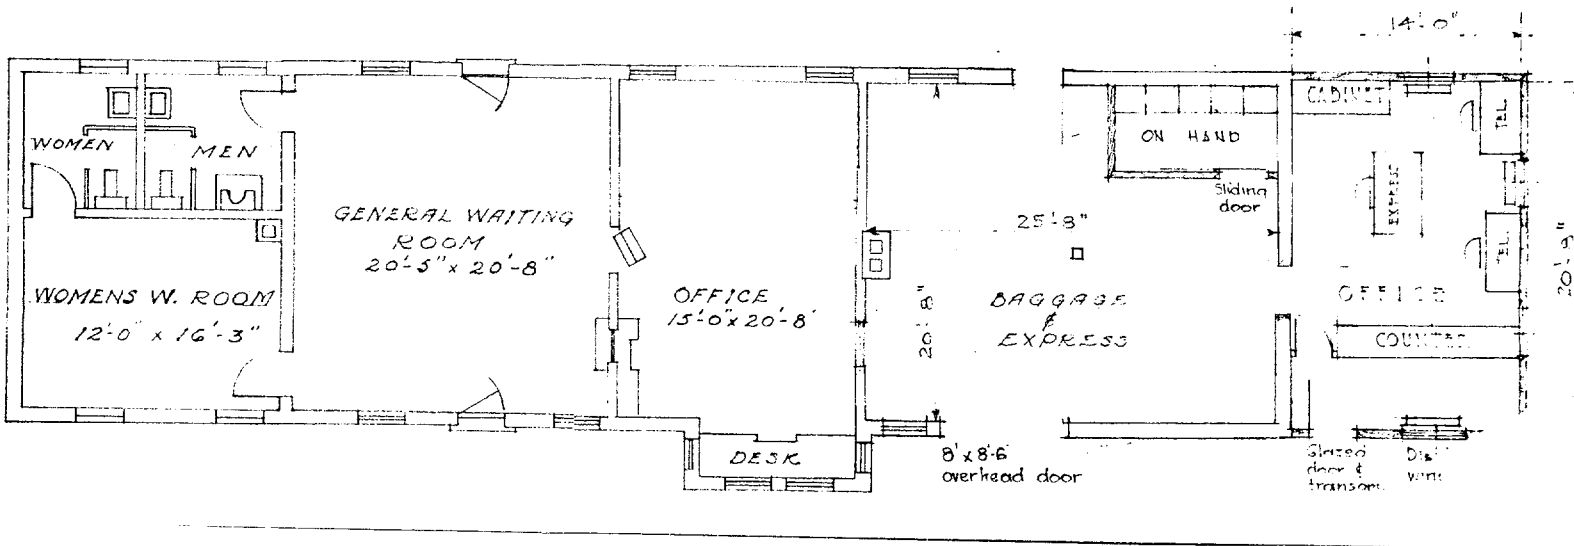 14'-0"
CABINET
TEL.
WOMEN
MEN
ON HAND
EXPRESS
Sliding
door
GENERAL WAITING
ROOM
20'-5" x 20'-8"
25'-8"
TEL.
20'-9"
WOMENS W. ROOM
12'-0" x 16'-3"
OFFICE
15'-0" x 20'-8'
20'-8"
BAGGAGE
&
EXPRESS
OFFICE
COUNTER
DESK
8' x 8'-6
overhead door
Glazed
door &
transom